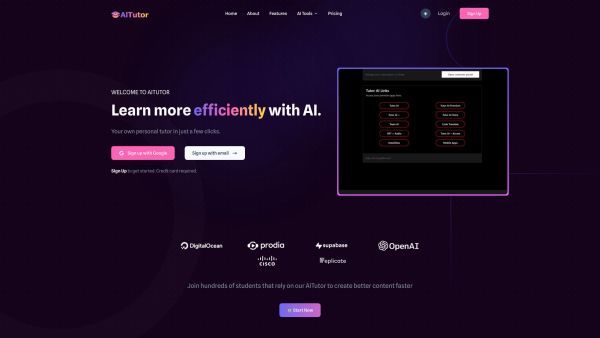 AITutor
Home About Features AI Tools Pricing
Login Sign Up
WELCOME TO AITUTOR
Learn more efficiently with AI.
Your own personal tutor in just a few clicks.
Sign up with Google Sign up with email →
Sign Up to get started. Credit card required.
Tutor AI Links
DigitalOcean prodia supabase OpenAI
CISCO Replicate
Join hundreds of students that rely on our AITutor to create better content faster
Start Now